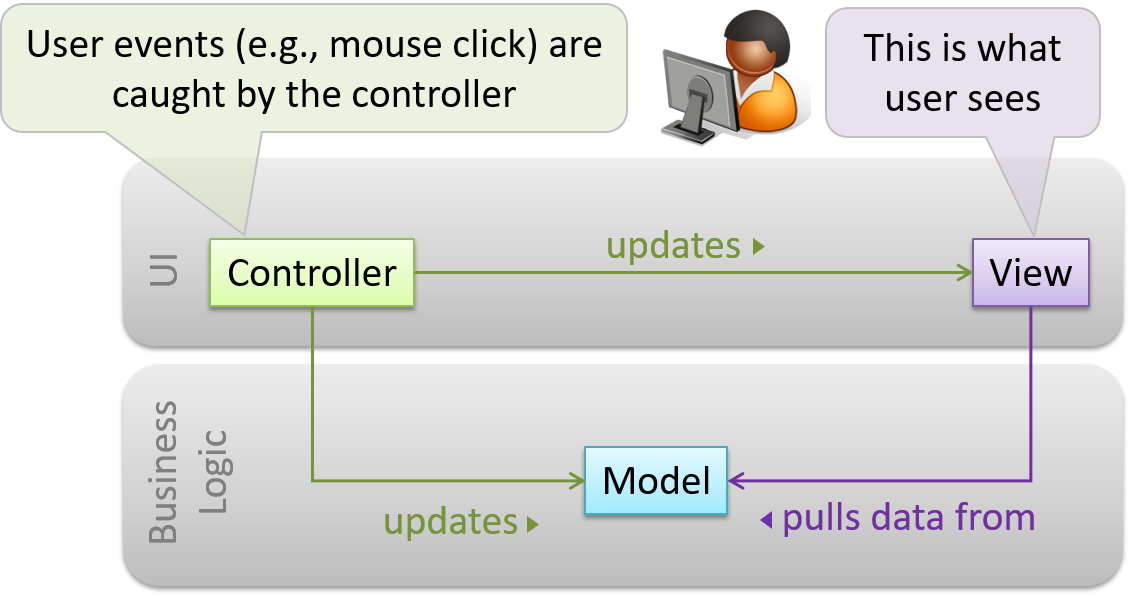 User events (e.g., mouse click) are
caught by the controller
This is what
user sees
UI
updates
Controller
View
Business
Logic
Model
updates
pulls data from